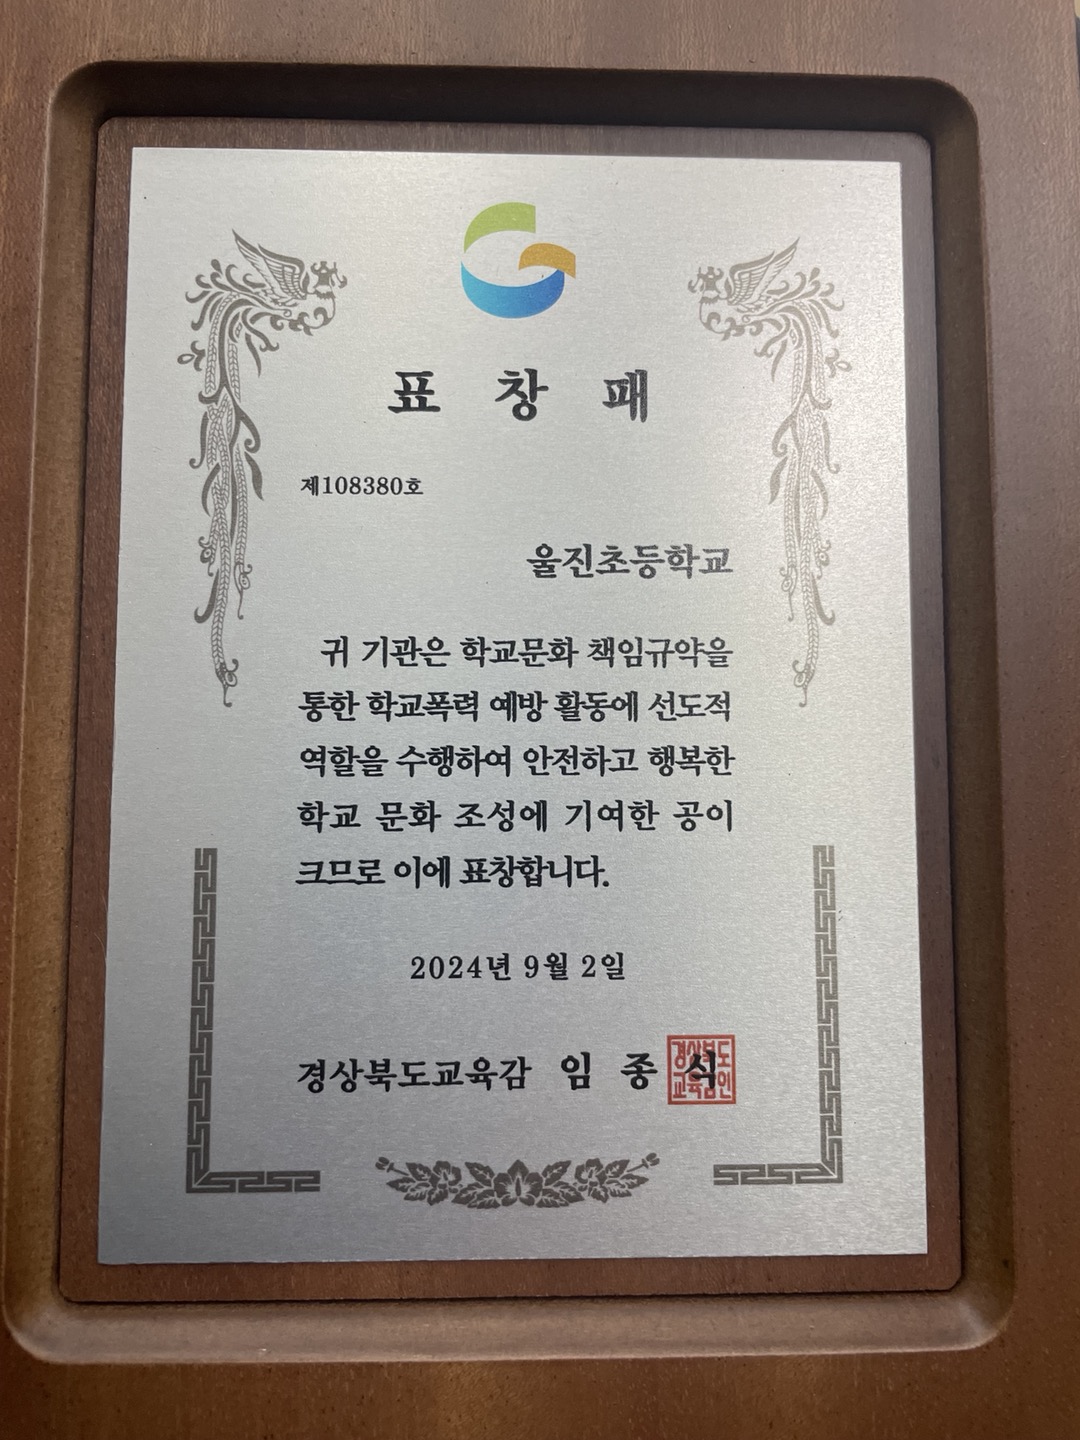 표 창 패
제108380호
울진초등학교
귀 기관은 학교문화 책임규약을
통한 학교폭력 예방 활동에 선도적
역할을 수행하여 안전하고 행복한
학교 문화 조성에 기여한 공이
크므로 이에 표창합니다.
2024년 9월 2일
경상북도교육감 임 종 식
경상북도
교육감인